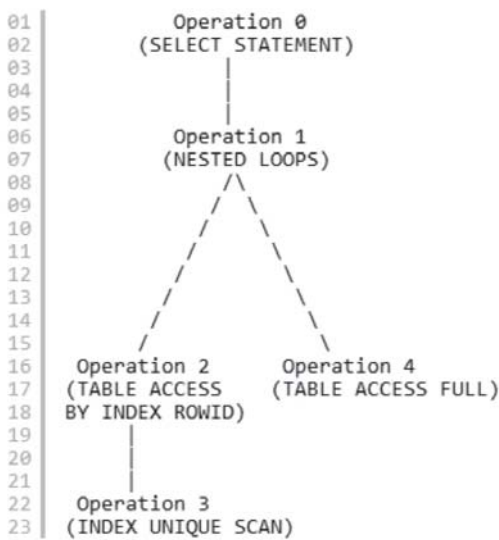 01 Operation 0
02 (SELECT STATEMENT)
03 |
04 |
05 |
06 Operation 1
07 (NESTED LOOPS)
08 /\
09 / \
10 / \
11 / \
12 / \
13 / \
14 / \
15 / \
16 Operation 2 Operation 4
17 (TABLE ACCESS (TABLE ACCESS FULL)
18 BY INDEX ROWID)
19 |
20 |
21 |
22 Operation 3
23 (INDEX UNIQUE SCAN)